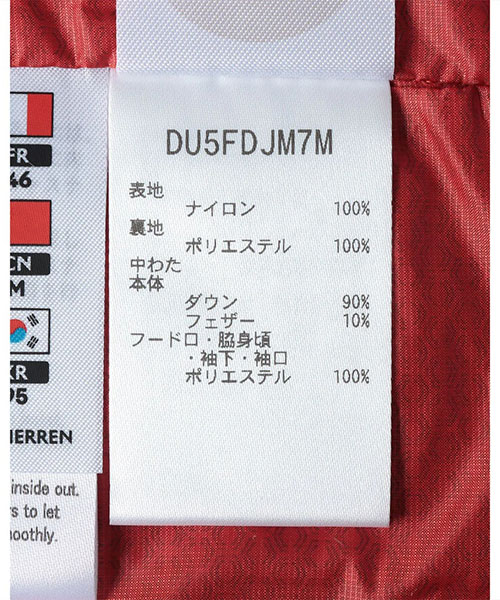 DU5FDJM7M
表地
ナイロン 100%
裏地
ポリエステル 100%
中わた
本体
ダウン 90%
フェザー 10%
フード口・脇身頃
・袖下・袖口
ポリエステル 100%
FR
46
CN
M
KR
95
HERREN
inside out.
rs to let
moothly.